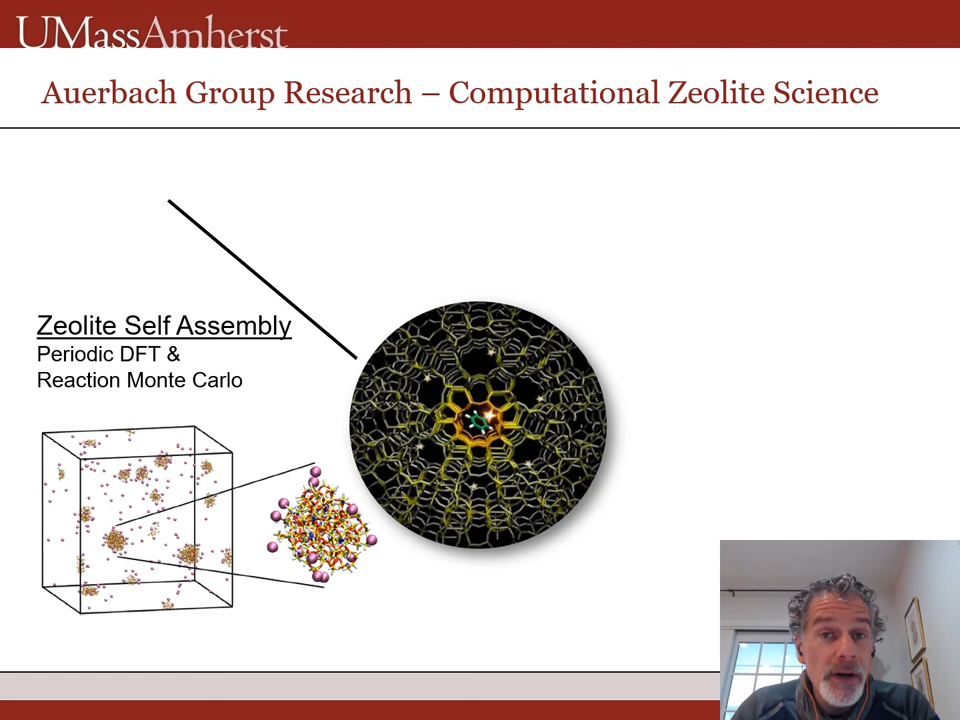 UMassAmherst
Auerbach Group Research – Computational Zeolite Science
Zeolite Self Assembly
Periodic DFT &
Reaction Monte Carlo